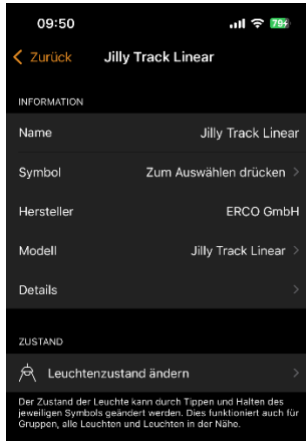 09:50 79
Zurück Jilly Track Linear
INFORMATION
Name Jilly Track Linear
Symbol Zum Auswählen drücken
Hersteller ERCO GmbH
Modell Jilly Track Linear
Details
ZUSTAND
Leuchtenzustand ändern
Der Zustand der Leuchte kann durch Tippen und Halten des
jeweiligen Symbols geändert werden. Dies funktioniert auch für
Gruppen, alle Leuchten und Leuchten in der Nähe.